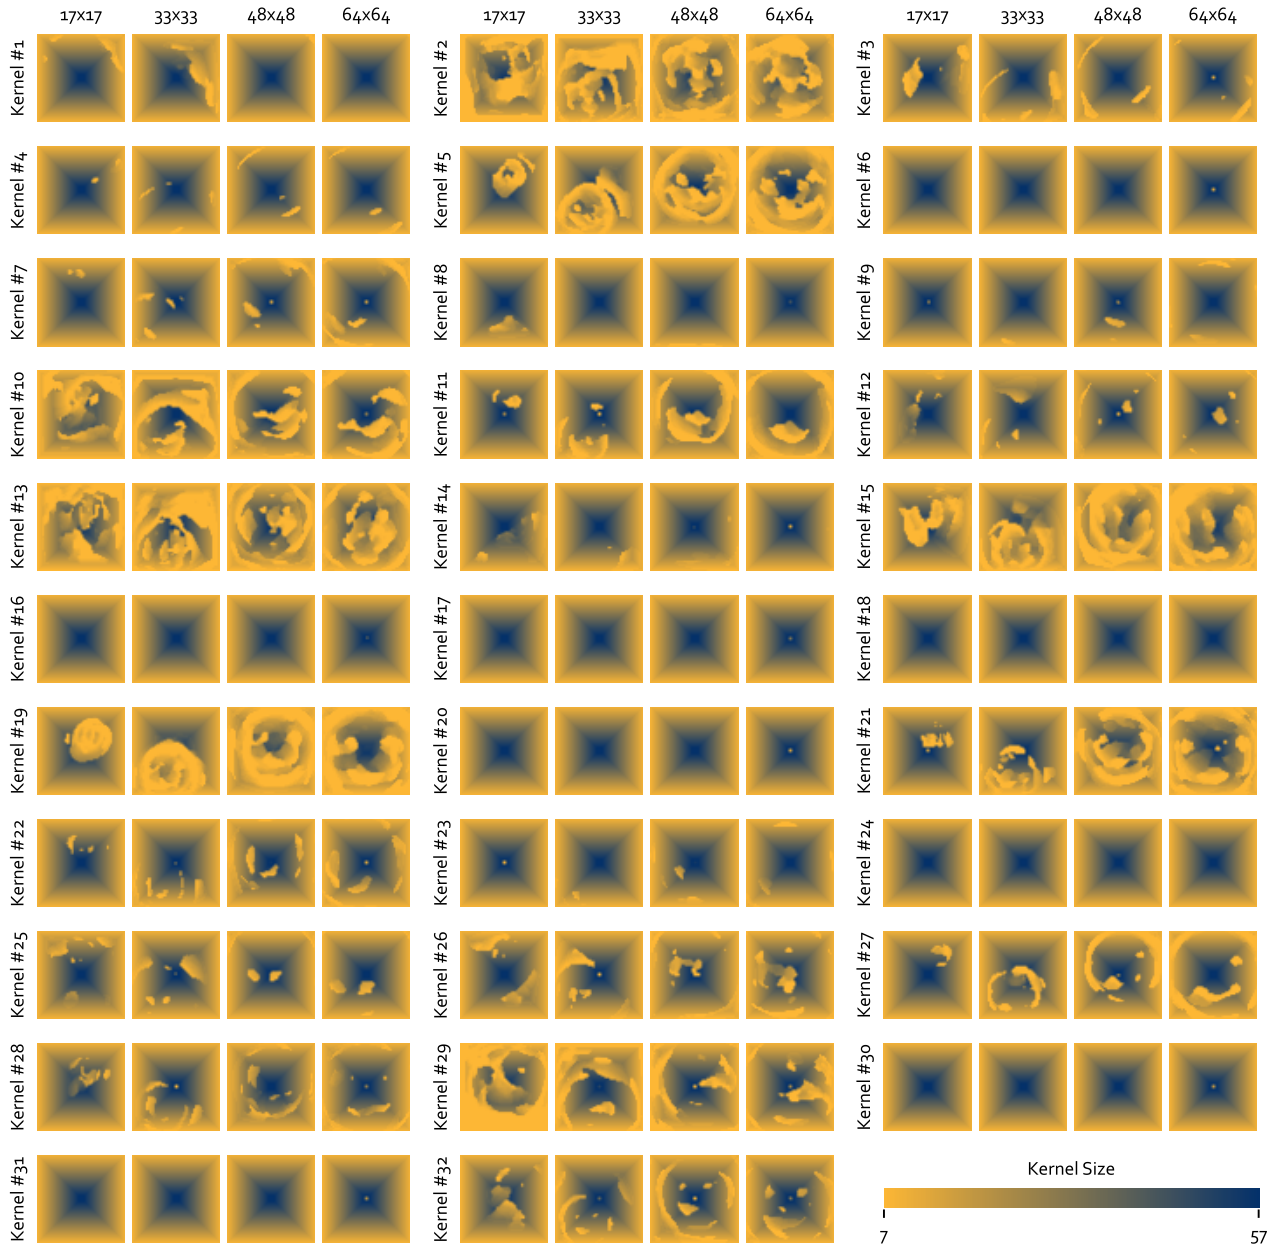 17x17 33x33 48x48 64x64 17x17 33x33 48x48 64x64 17x17 33x33 48x48 64x64
Kernel #1 Kernel #2 Kernel #3
Kernel #4 Kernel #5 Kernel #6
Kernel #7 Kernel #8 Kernel #9
Kernel #10 Kernel #11 Kernel #12
Kernel #13 Kernel #14 Kernel #15
Kernel #16 Kernel #17 Kernel #18
Kernel #19 Kernel #20 Kernel #21
Kernel #22 Kernel #23 Kernel #24
Kernel #25 Kernel #26 Kernel #27
Kernel #28 Kernel #29 Kernel #30
Kernel #31 Kernel #32
Kernel Size
7 57